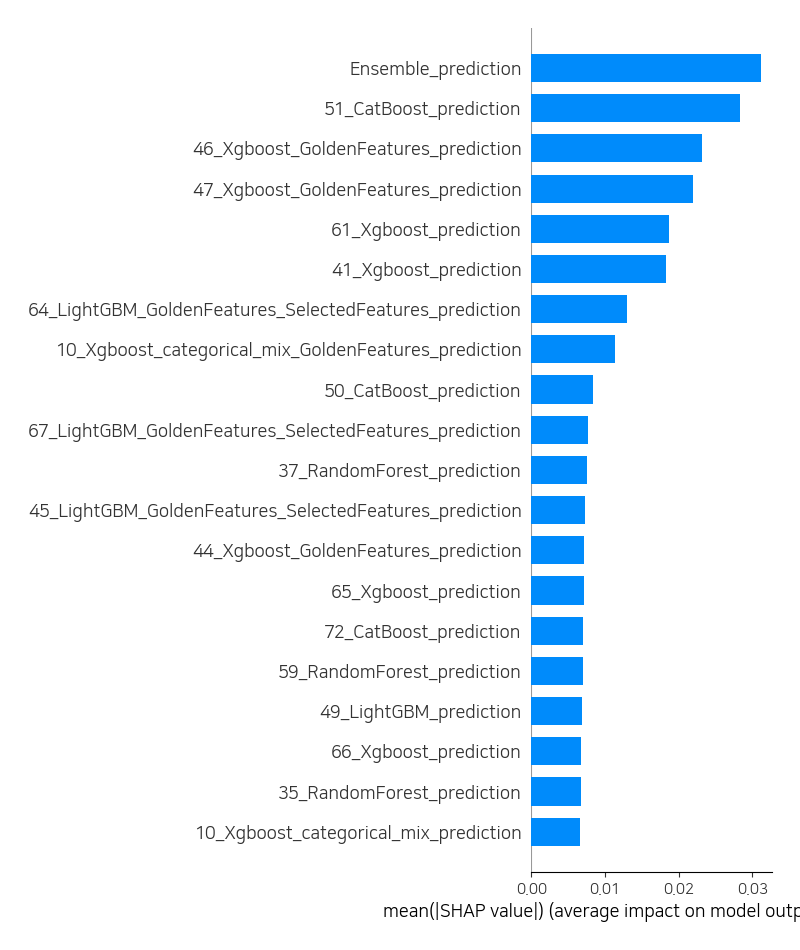 Ensemble_prediction
51_CatBoost_prediction
46_Xgboost_GoldenFeatures_prediction
47_Xgboost_GoldenFeatures_prediction
61_Xgboost_prediction
41_Xgboost_prediction
64_LightGBM_GoldenFeatures_SelectedFeatures_prediction
10_Xgboost_categorical_mix_GoldenFeatures_prediction
50_CatBoost_prediction
67_LightGBM_GoldenFeatures_SelectedFeatures_prediction
37_RandomForest_prediction
45_LightGBM_GoldenFeatures_SelectedFeatures_prediction
44_Xgboost_GoldenFeatures_prediction
65_Xgboost_prediction
72_CatBoost_prediction
59_RandomForest_prediction
49_LightGBM_prediction
66_Xgboost_prediction
35_RandomForest_prediction
10_Xgboost_categorical_mix_prediction
0.00 0.01 0.02 0.03
mean(|SHAP value|) (average impact on model outp